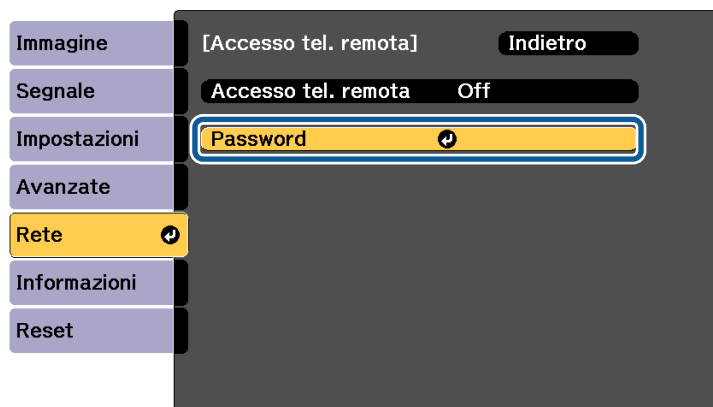 Immagine
Segnale
Impostazioni
Avanzate
Rete
Informazioni
Reset
[Accesso tel. remota] Indietro
Accesso tel. remota Off
Password